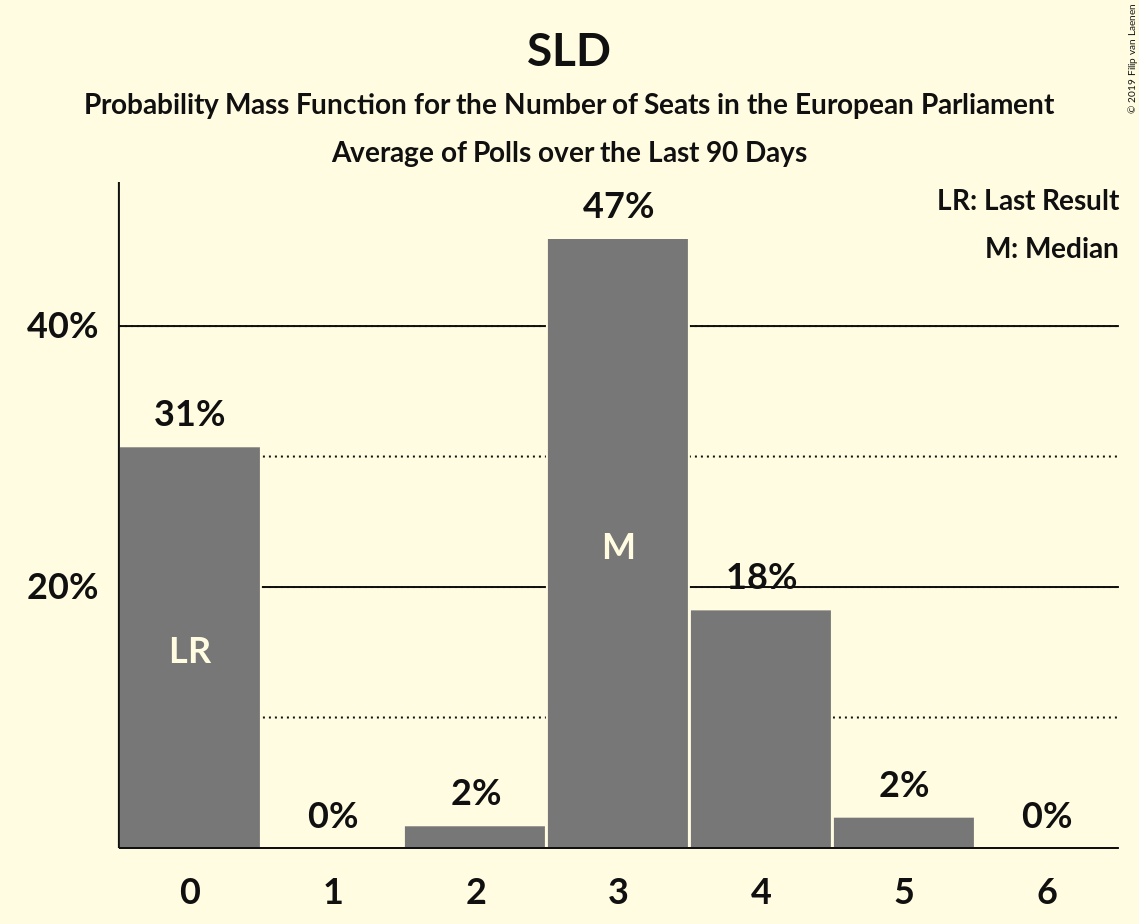 SLD
Probability Mass Function for the Number of Seats in the European Parliament
Average of Polls over the Last 90 Days
© 2019 Filip van Laenen
LR: Last Result
M: Median
47%
40%
31%
M
20%
18%
LR
2%
2%
0%
0%
0 1 2 3 4 5 6